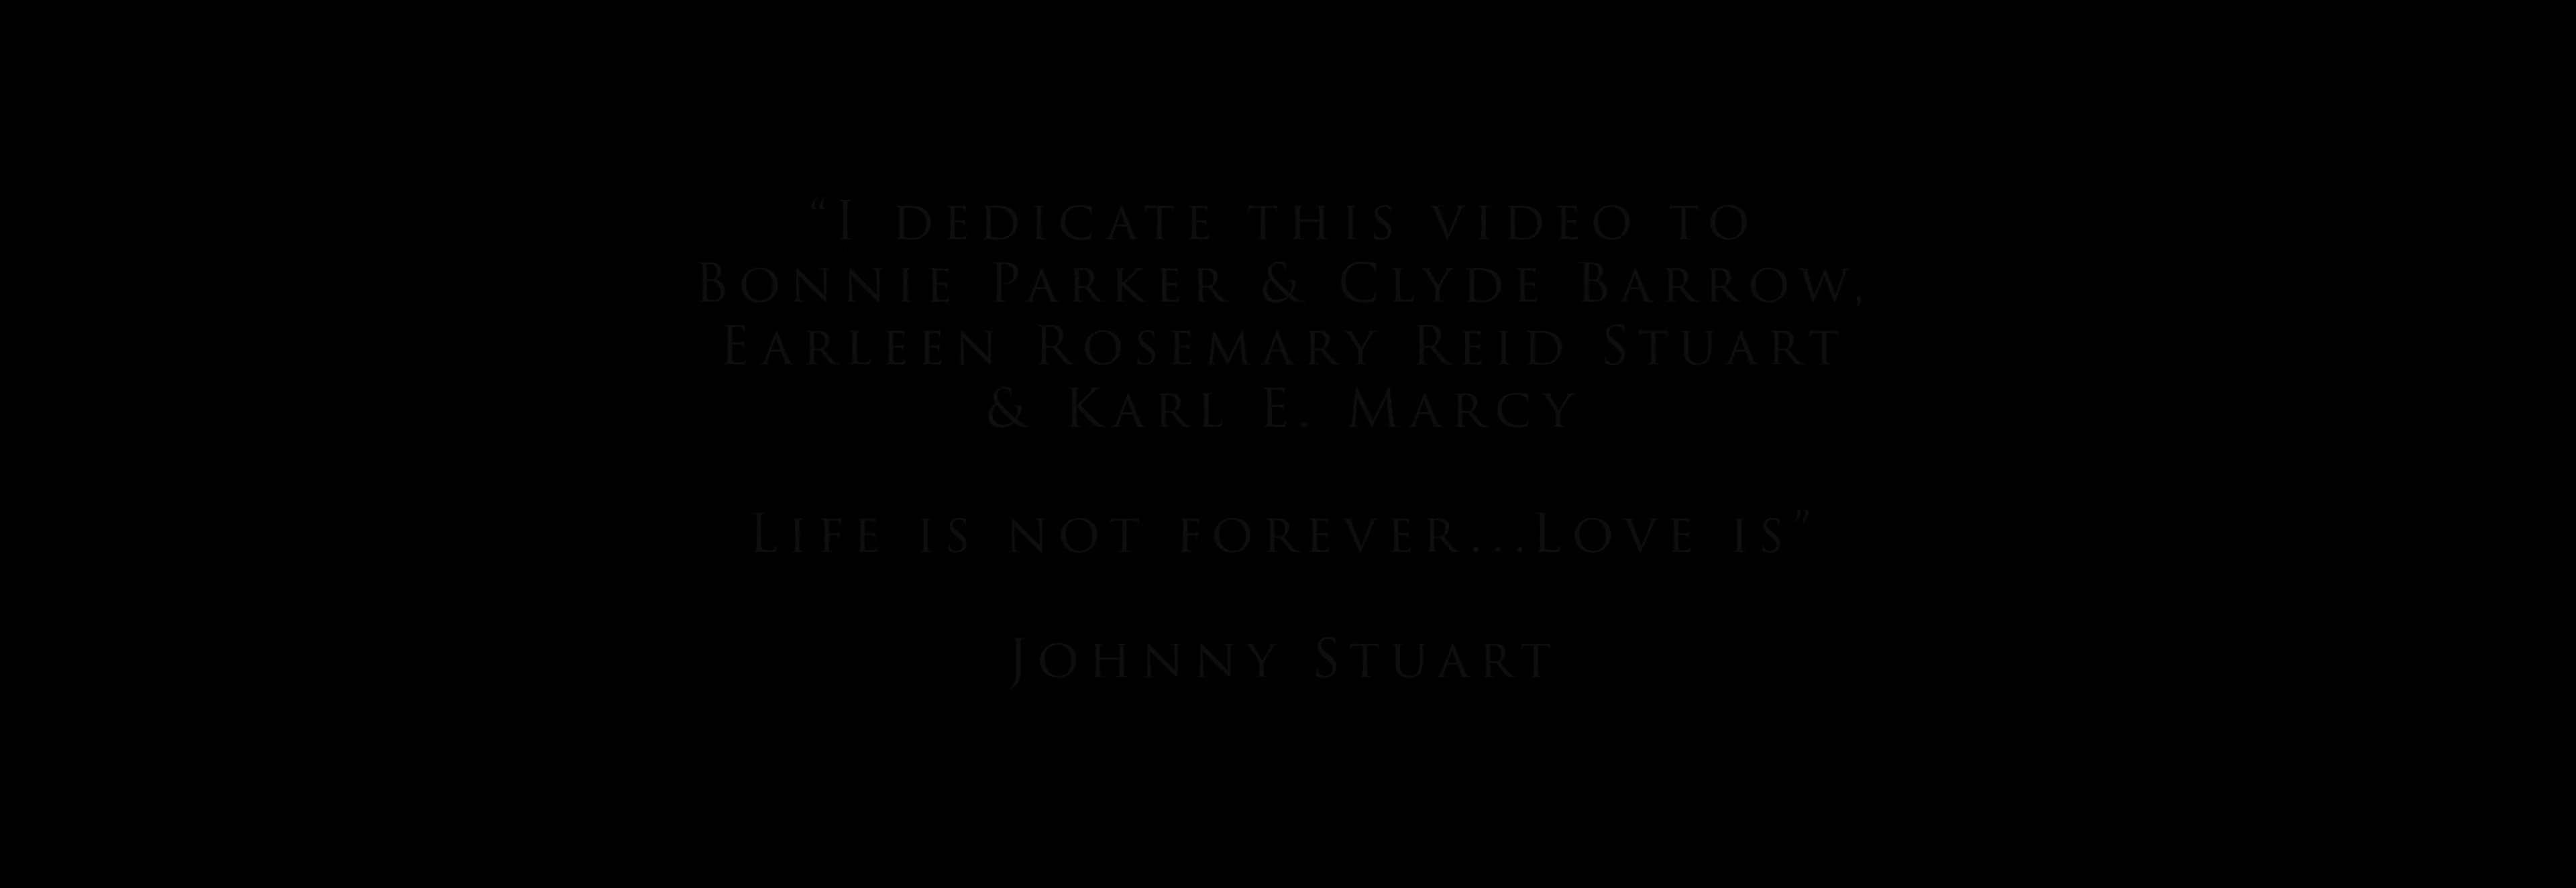 “I dedicate this video to
Bonnie Parker & Clyde Barrow,
Earleen Rosemary Reid Stuart
& Karl E. Marcy
Life is not forever...Love is”
Johnny Stuart